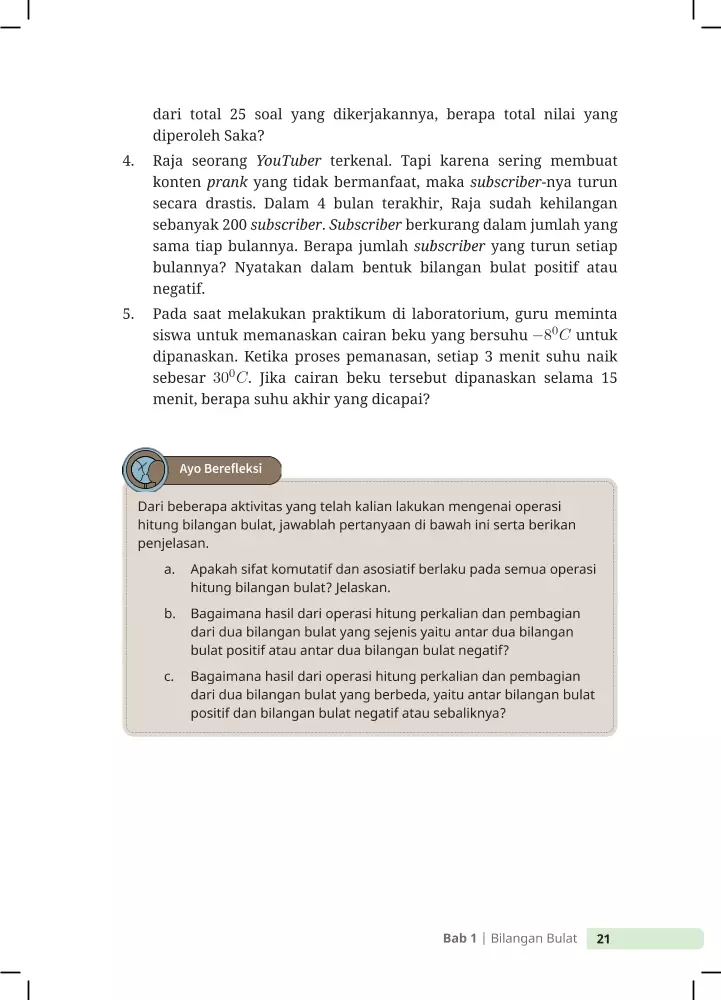 dari total 25 soal yang dikerjakannya, berapa total nilai yang
diperoleh Saka?
4. Raja seorang YouTuber terkenal. Tapi karena sering membuat
konten prank yang tidak bermanfaat, maka subscriber-nya turun
secara drastis. Dalam 4 bulan terakhir, Raja sudah kehilangan
sebanyak 200 subscriber. Subscriber berkurang dalam jumlah yang
sama tiap bulannya. Berapa jumlah subscriber yang turun setiap
bulannya? Nyatakan dalam bentuk bilangan bulat positif atau
negatif.
5. Pada saat melakukan praktikum di laboratorium, guru meminta
siswa untuk memanaskan cairan beku yang bersuhu −8⁰C untuk
dipanaskan. Ketika proses pemanasan, setiap 3 menit suhu naik
sebesar 30⁰C. Jika cairan beku tersebut dipanaskan selama 15
menit, berapa suhu akhir yang dicapai?
Ayo Berefleksi
Dari beberapa aktivitas yang telah kalian lakukan mengenai operasi
hitung bilangan bulat, jawablah pertanyaan di bawah ini serta berikan
penjelasan.
a. Apakah sifat komutatif dan asosiatif berlaku pada semua operasi
hitung bilangan bulat? Jelaskan.
b. Bagaimana hasil dari operasi hitung perkalian dan pembagian
dari dua bilangan bulat yang sejenis yaitu antar dua bilangan
bulat positif atau antar dua bilangan bulat negatif?
c. Bagaimana hasil dari operasi hitung perkalian dan pembagian
dari dua bilangan bulat yang berbeda, yaitu antar bilangan bulat
positif dan bilangan bulat negatif atau sebaliknya?
Bab 1 | Bilangan Bulat 21